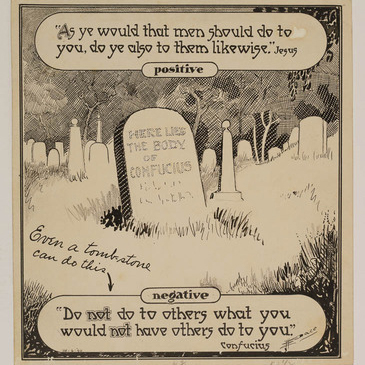 "As ye would that men should do to
you, do ye also to them likewise." Jesus
positive
HERE LIES
THE BODY
OF
CONFUCIUS
Even a tombstone
can do this
negative
"Do not do to others what you
would not have others do to you."
Confucius